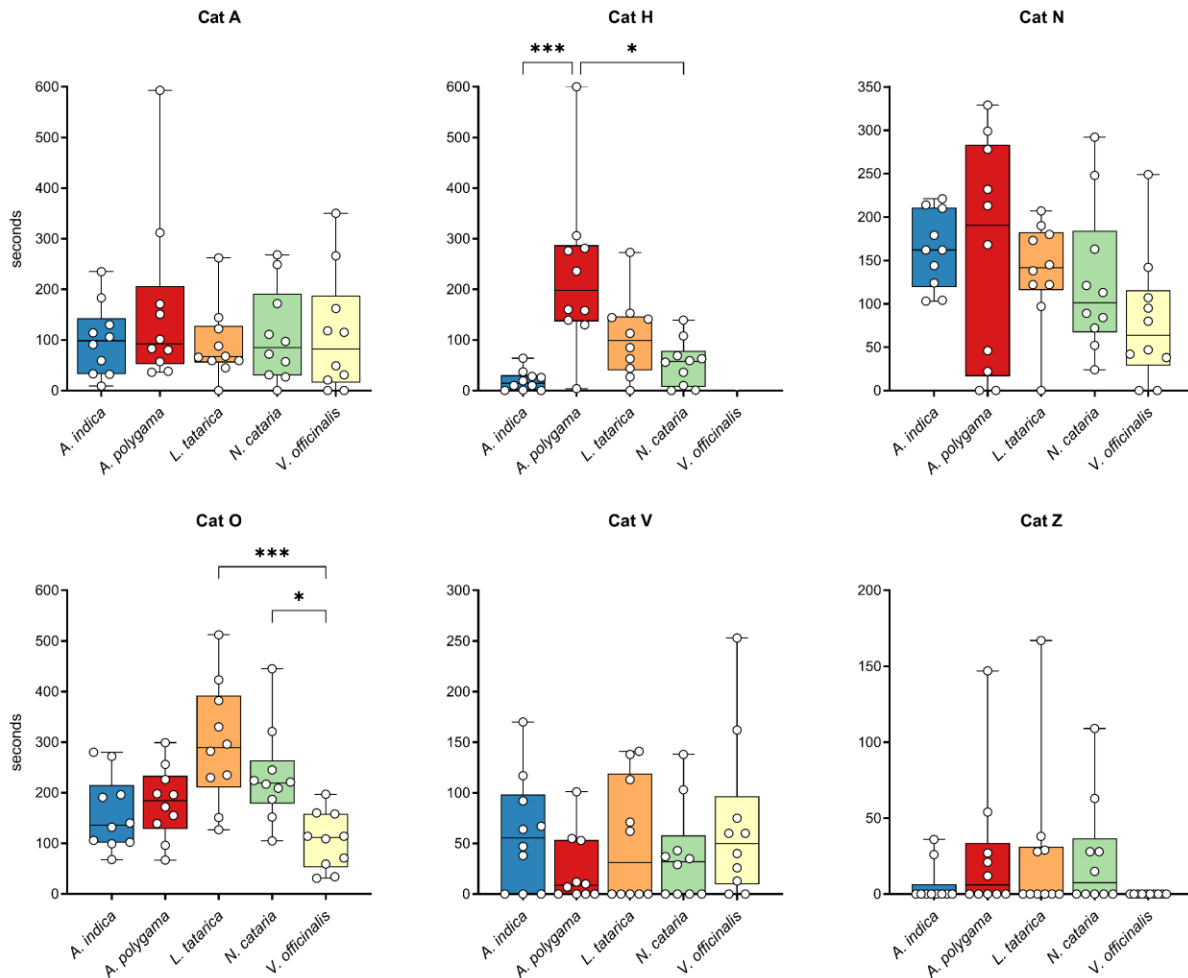 Cat A
Cat H
Cat N
***
*
seconds
600
500
400
300
200
100
0
A. indica
A. polygama
L. tatarica
N. cataria
V. officinalis
600
500
400
300
200
100
0
A. indica
A. polygama
L. tatarica
N. cataria
V. officinalis
350
300
250
200
150
100
50
0
A. indica
A. polygama
L. tatarica
N. cataria
V. officinalis
Cat O
Cat V
Cat Z
***
*
seconds
600
500
400
300
200
100
0
A. indica
A. polygama
L. tatarica
N. cataria
V. officinalis
300
250
200
150
100
50
0
A. indica
A. polygama
L. tatarica
N. cataria
V. officinalis
200
150
100
50
0
A. indica
A. polygama
L. tatarica
N. cataria
V. officinalis